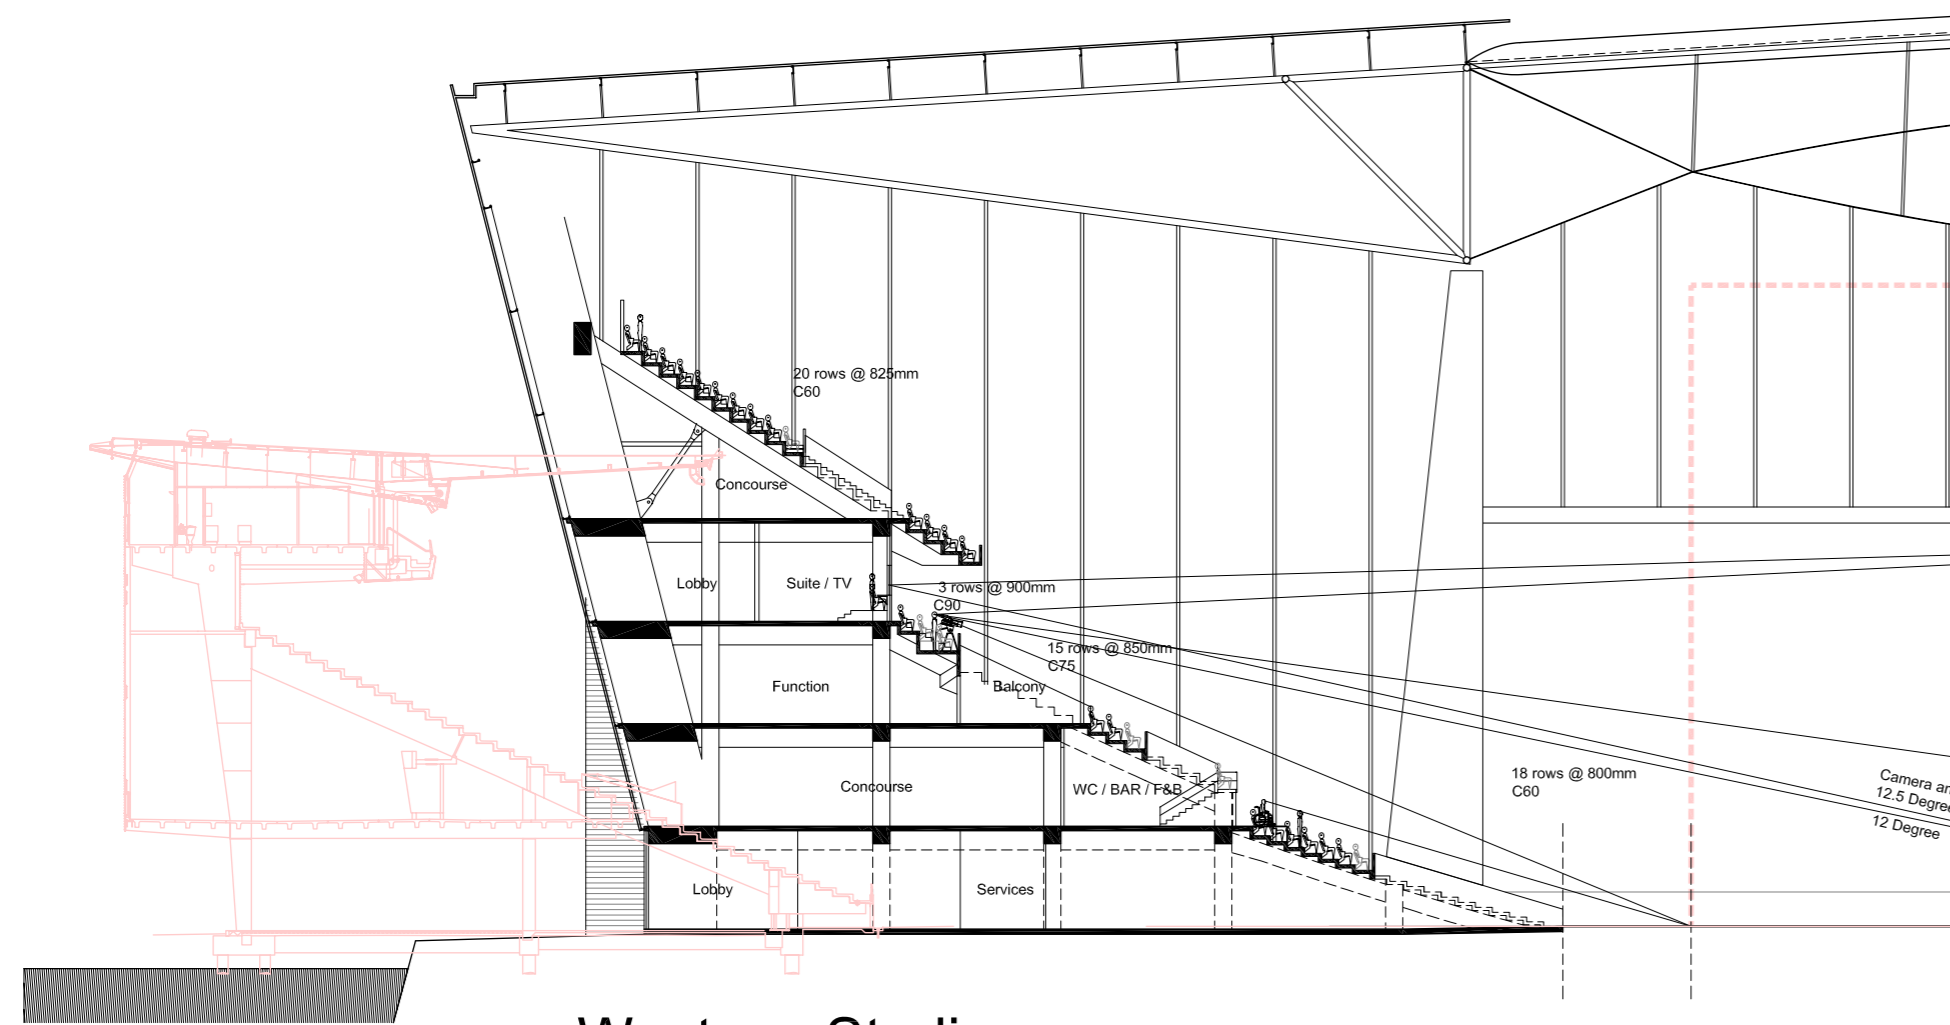 20 rows @ 825mm
C60
Concourse
Lobby
Suite / TV
3 rows @ 900mm
C90
15 rows @ 850mm
C75
Function
Balcony
Concourse
WC / BAR / F&B
18 rows @ 800mm
C60
Camera
12.5
12 Degree
Lobby
Services